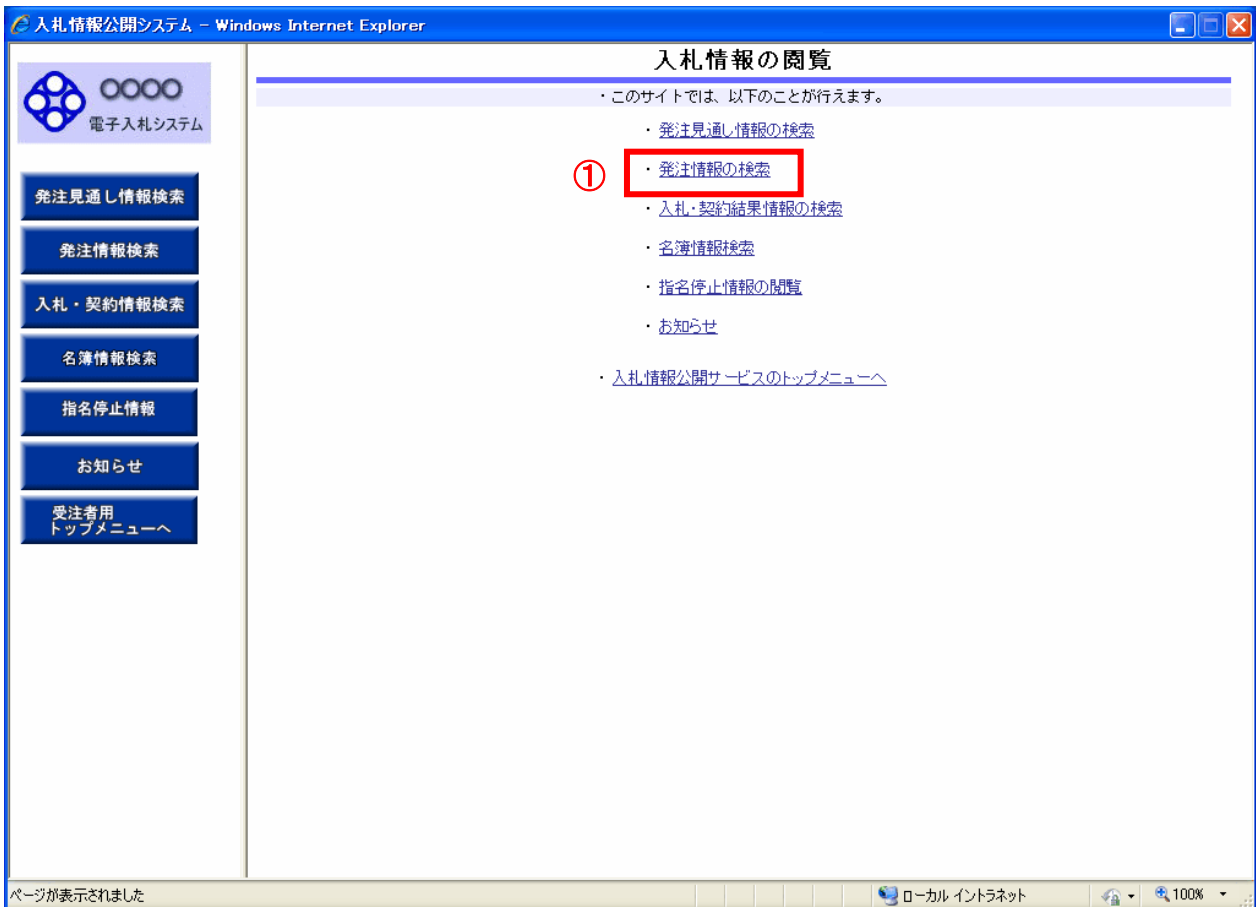 入札情報公開システム - Windows Internet Explorer
○○○○
電子入札システム
発注見通し情報検索
発注情報検索
入札・契約情報検索
名簿情報検索
指名停止情報
お知らせ
受注者用
トップメニューへ
入札情報の閲覧
・このサイトでは、以下のことが行えます。
・発注見通し情報の検索
①
・発注情報の検索
・入札・契約結果情報の検索
・名簿情報検索
・指名停止情報の閲覧
・お知らせ
・入札情報公開サービスのトップメニューへ
ページが表示されました
ローカル イントラネット
100%